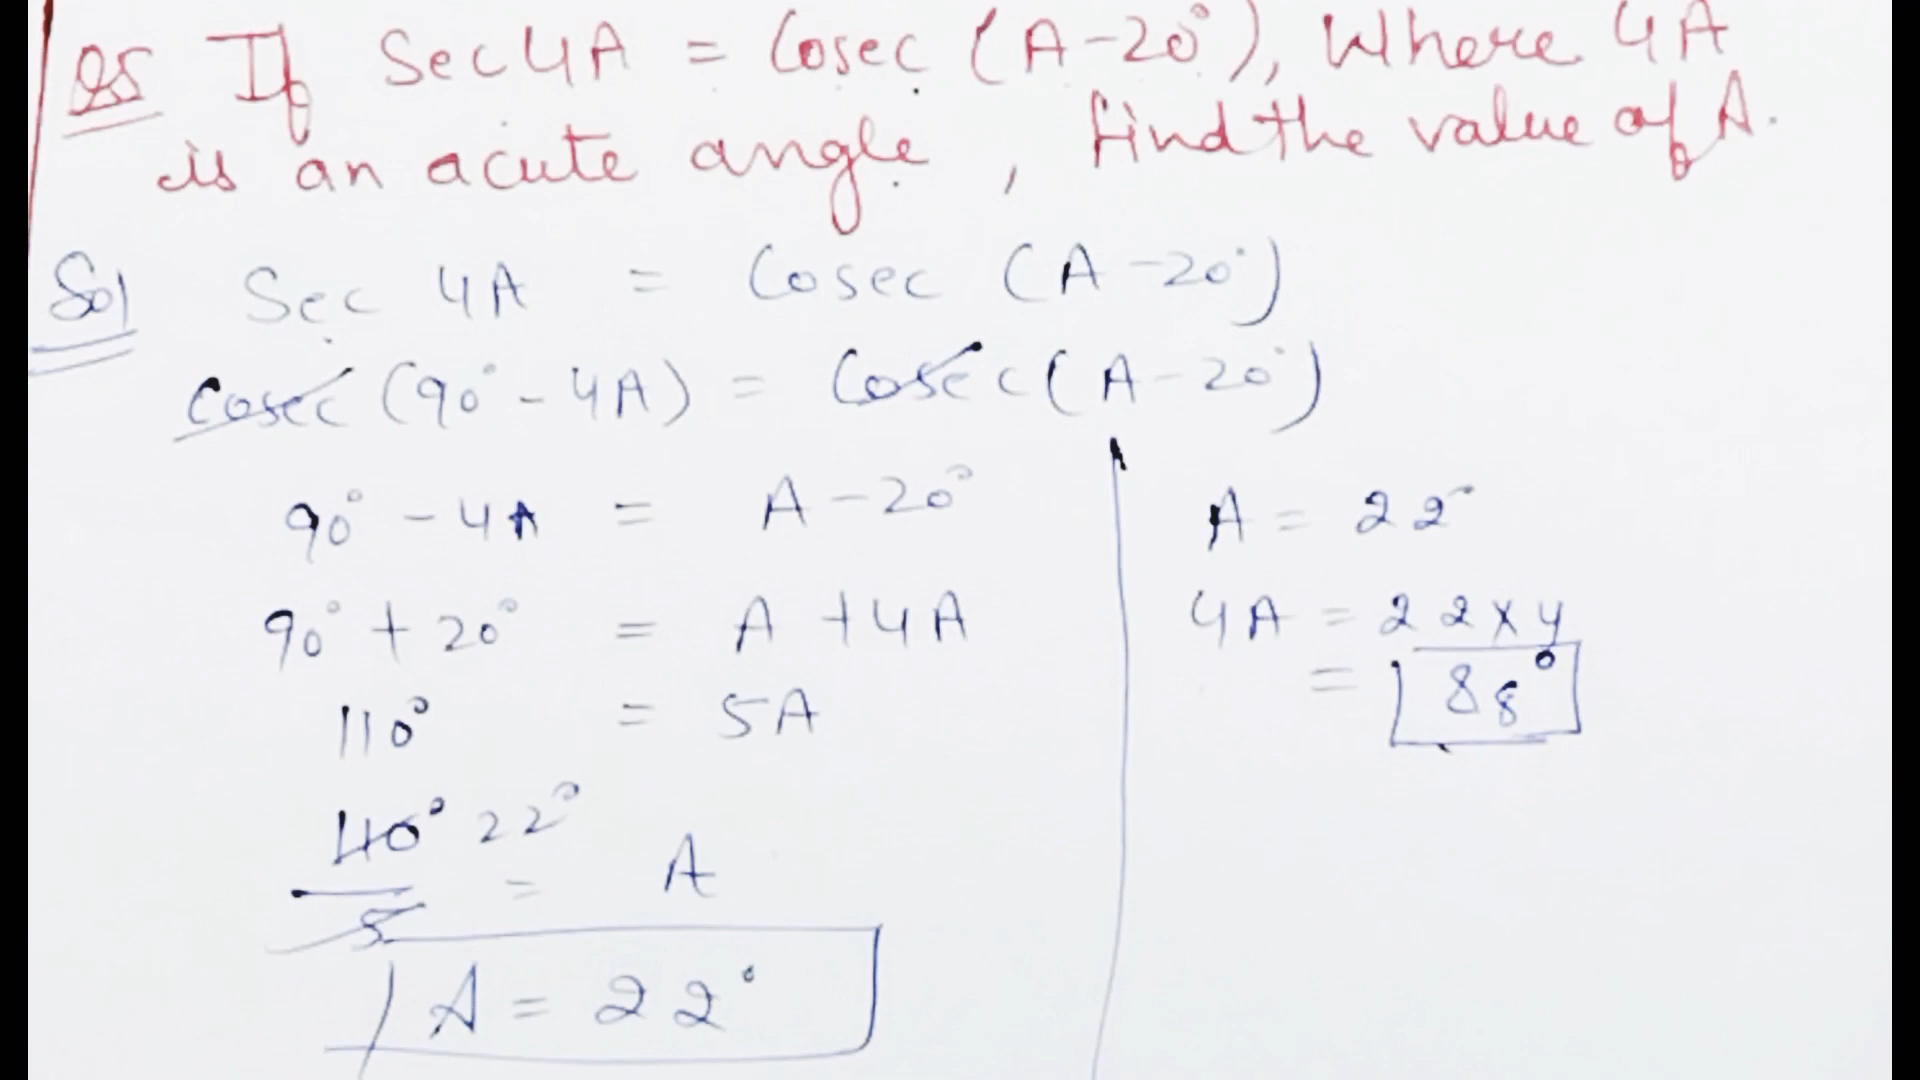 Q5 If Sec 4A = Cosec (A-20°), Where 4A
is an acute angle, find the value of A.
Sol Sec 4A = Cosec (A-20°)
Cosec (90° - 4A) = Cosec (A-20°)
90° - 4A = A - 20°
90° + 20° = A + 4A
110° = 5A
110° 22°
/5 = A
A = 22°
A = 22°
4A = 22 x 4
= 88°